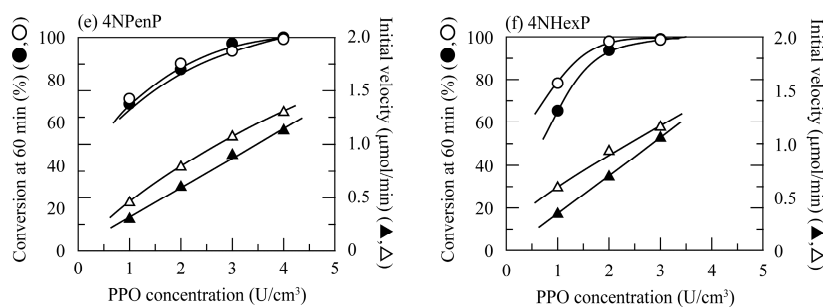 (e) 4NPenP
Conversion at 60 min (%) (●,○)
100
80
60
40
20
0
2.0
1.5
1.0
0.5
0
Initial velocity (μmol/min) (▲,△)
0 1 2 3 4 5
PPO concentration (U/cm³)
(f) 4NHexP
Conversion at 60 min (%) (●,○)
100
80
60
40
20
0
2.0
1.5
1.0
0.5
0
Initial velocity (μmol/min) (▲,△)
0 1 2 3 4 5
PPO concentration (U/cm³)